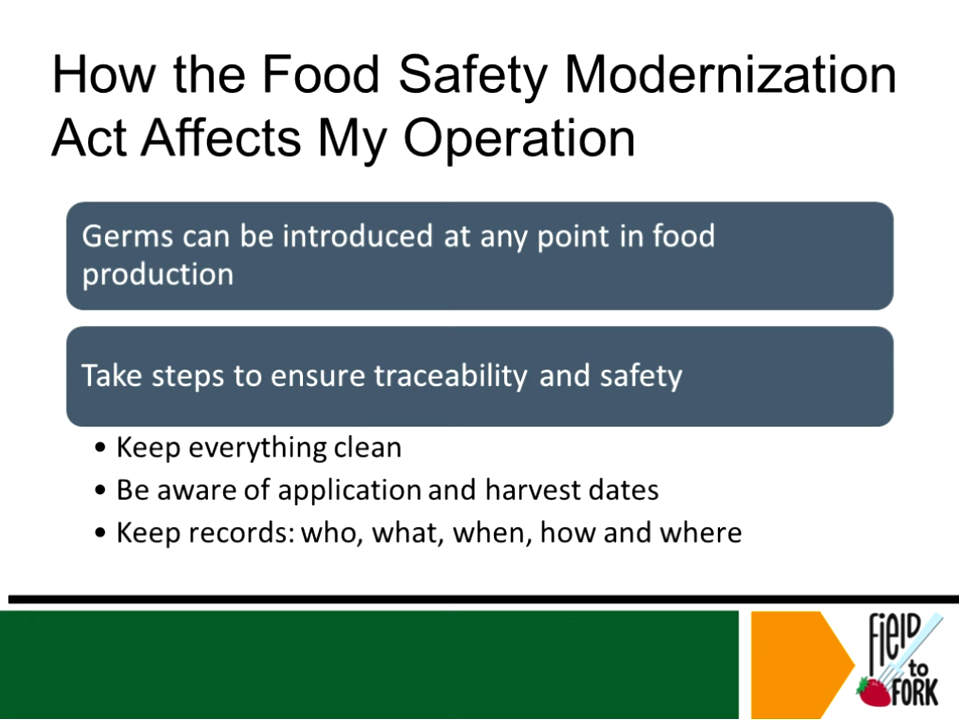 How the Food Safety Modernization
Act Affects My Operation
Germs can be introduced at any point in food
production
Take steps to ensure traceability and safety
• Keep everything clean
• Be aware of application and harvest dates
• Keep records: who, what, when, how and where
FieLD
to
FORK